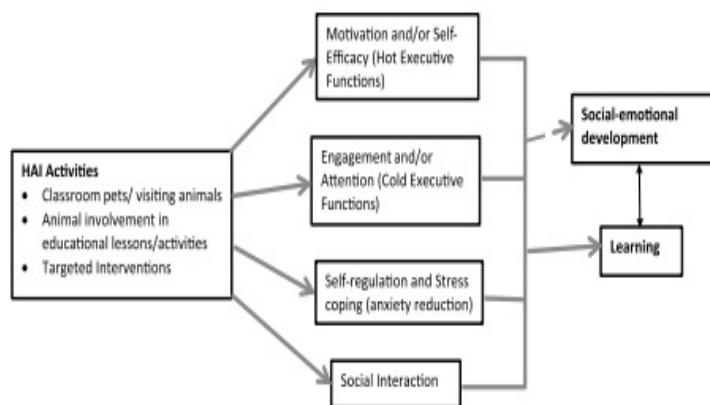 Motivation and/or Self-
Efficacy (Hot Executive
Functions)
HAI Activities
• Classroom pets/ visiting animals
• Animal involvement in
educational lessons/activities
• Targeted Interventions
Engagement and/or
Attention (Cold Executive
Functions)
Self-regulation and Stress
coping (anxiety reduction)
Social Interaction
Social-emotional
development
Learning